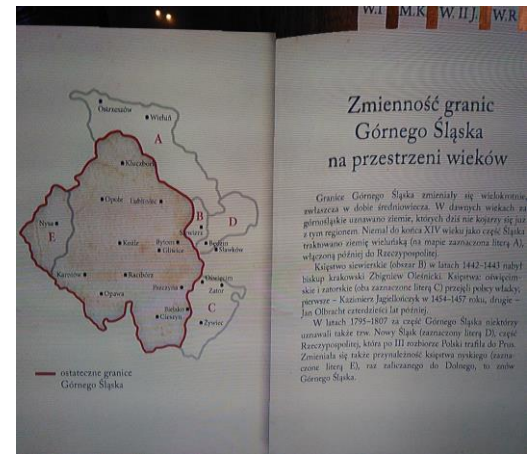 W.I M.K W. II J. W.R
Ostrzeszów
Wieluń
A
Kluczbork
Opole
Lubliniec
B
D
Nysa
E
Siewierz
Koźle
Bytom
Będzin
Gliwice
Sławków
Karniów
Racibórz
Oświęcim
Pszczyna
Zator
Opawa
C
Bielsko
Cieszyn
Żywiec
ostateczne granice
Górnego Śląska
Zmienność granic
Górnego Śląska
na przestrzeni wieków
Granice Górnego Śląska zmieniały się wielokrotnie,
zwłaszcza w dobie średniowiecza. W dawnych wiekach za
górnośląskie uznawano ziemie, których dziś nie kojarzy się już
z tym regionem. Niemal do końca XIV wieku jako część Śląska
traktowano ziemię wieluńską (na mapie zaznaczona literą A),
włączoną później do Rzeczypospolitej.
Księstwo siewierskie (obszar B) w latach 1442–1443 nabył
biskup krakowski Zbigniew Oleśnicki. Księstwa: oświęcim-
skie i zatorskie (oba zaznaczone literą C) przejęli polscy władcy,
pierwsze – Kazimierz Jagiellończyk w 1454–1457 roku, drugie –
Jan Olbracht czterdzieści lat później.
W latach 1795–1807 za część Górnego Śląska niektórzy
uznawali także tzw. Nowy Śląsk (zaznaczony literą D), część
Rzeczypospolitej, która po III rozbiorze Polski trafiła do Prus.
Zmieniała się także przynależność księstwa nyskiego (zazna-
czone literą E), raz zaliczanego do Dolnego, to znów
Górnego Śląska.